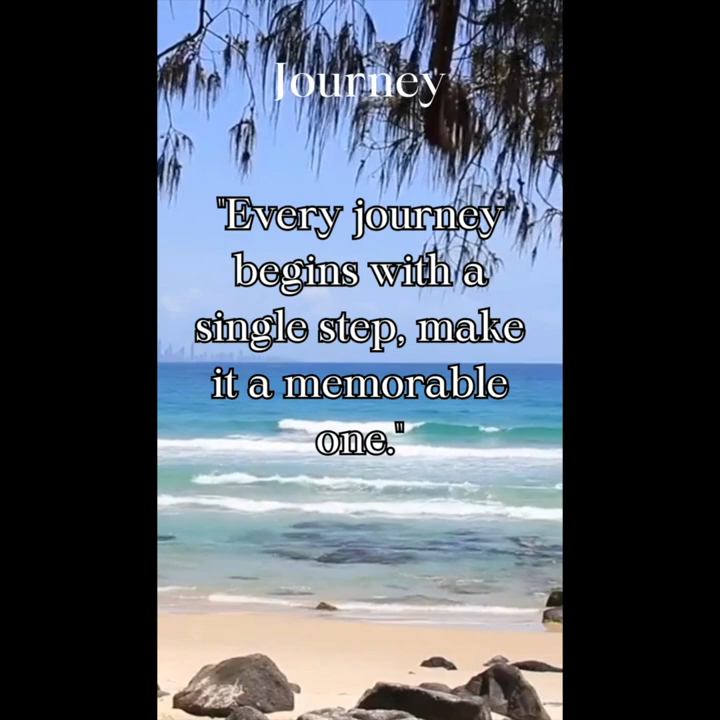 Journey
"Every journey
begins with a
single step, make
it a memorable
one."